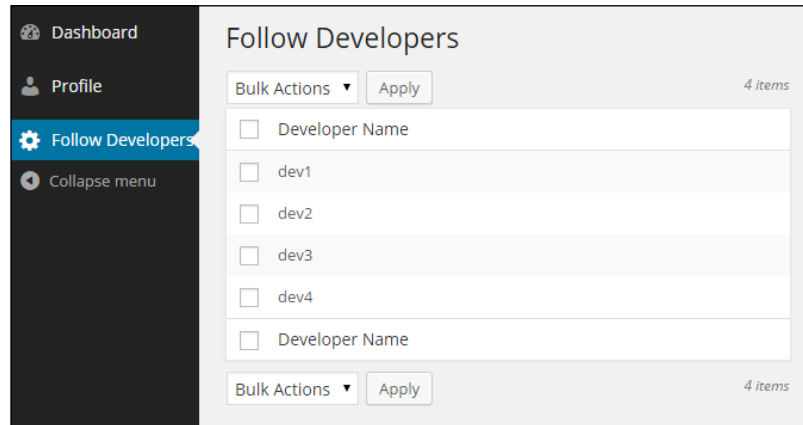 Dashboard
Profile
Follow Developers
Collapse menu
Follow Developers
Bulk Actions
Apply
4 items
Developer Name
dev1
dev2
dev3
dev4
Developer Name
Bulk Actions
Apply
4 items